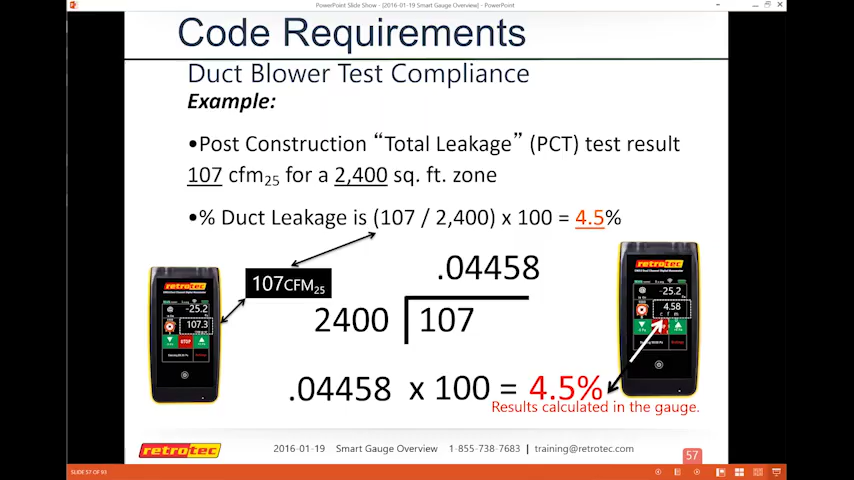 PowerPoint Slide Show - [2016-01-19 Smart Gauge Overview] - PowerPoint
Code Requirements
Duct Blower Test Compliance
Example:
•Post Construction “Total Leakage” (PCT) test result
107 cfm25 for a 2,400 sq. ft. zone
•% Duct Leakage is (107 / 2,400) x 100 = 4.5%
.04458
107CFM25
2400 107
retrotec
-25.2
107.3
STOP
retrotec
-25.2
4.58
c f m
.04458 x 100 = 4.5%
Results calculated in the gauge.
retrotec
2016-01-19 Smart Gauge Overview 1-855-738-7683 | training@retrotec.com
57
SLIDE 57 OF 93